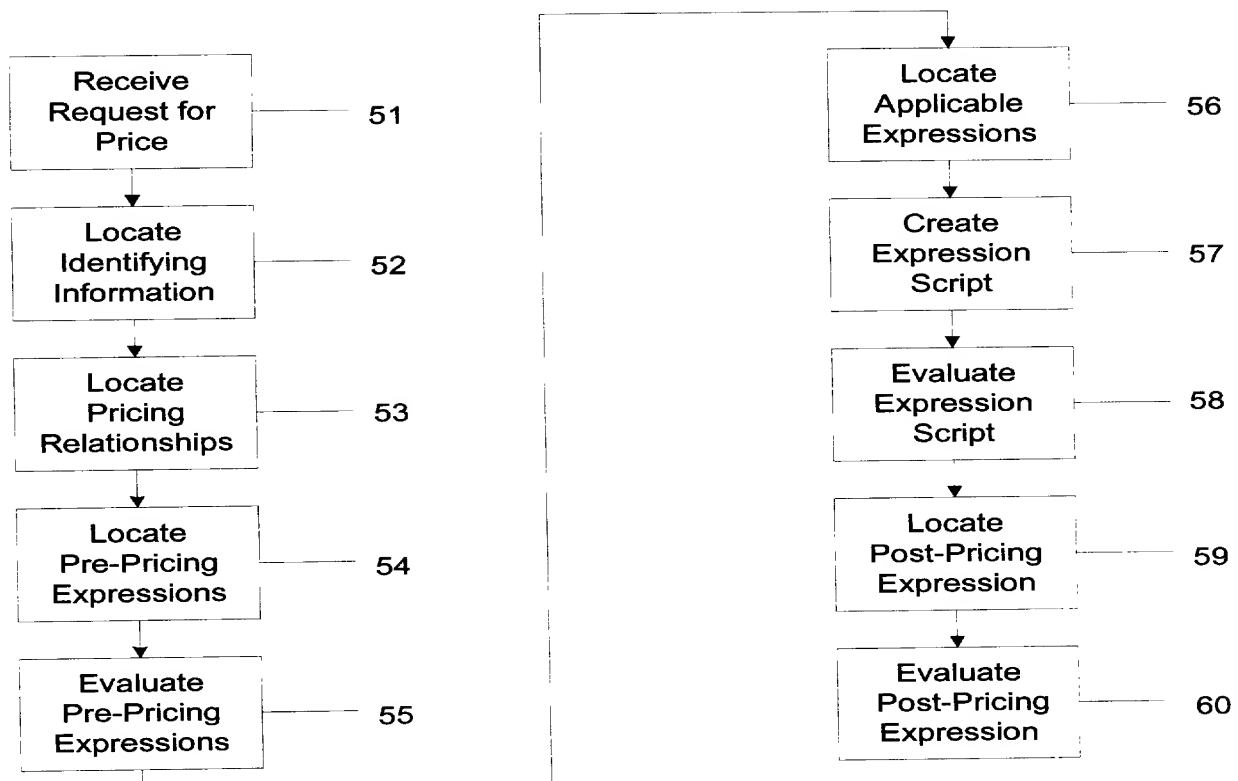 Receive
Request for
Price
51
Locate
Identifying
Information
52
Locate
Pricing
Relationships
53
Locate
Pre-Pricing
Expressions
54
Evaluate
Pre-Pricing
Expressions
55
Locate
Applicable
Expressions
56
Create
Expression
Script
57
Evaluate
Expression
Script
58
Locate
Post-Pricing
Expression
59
Evaluate
Post-Pricing
Expression
60